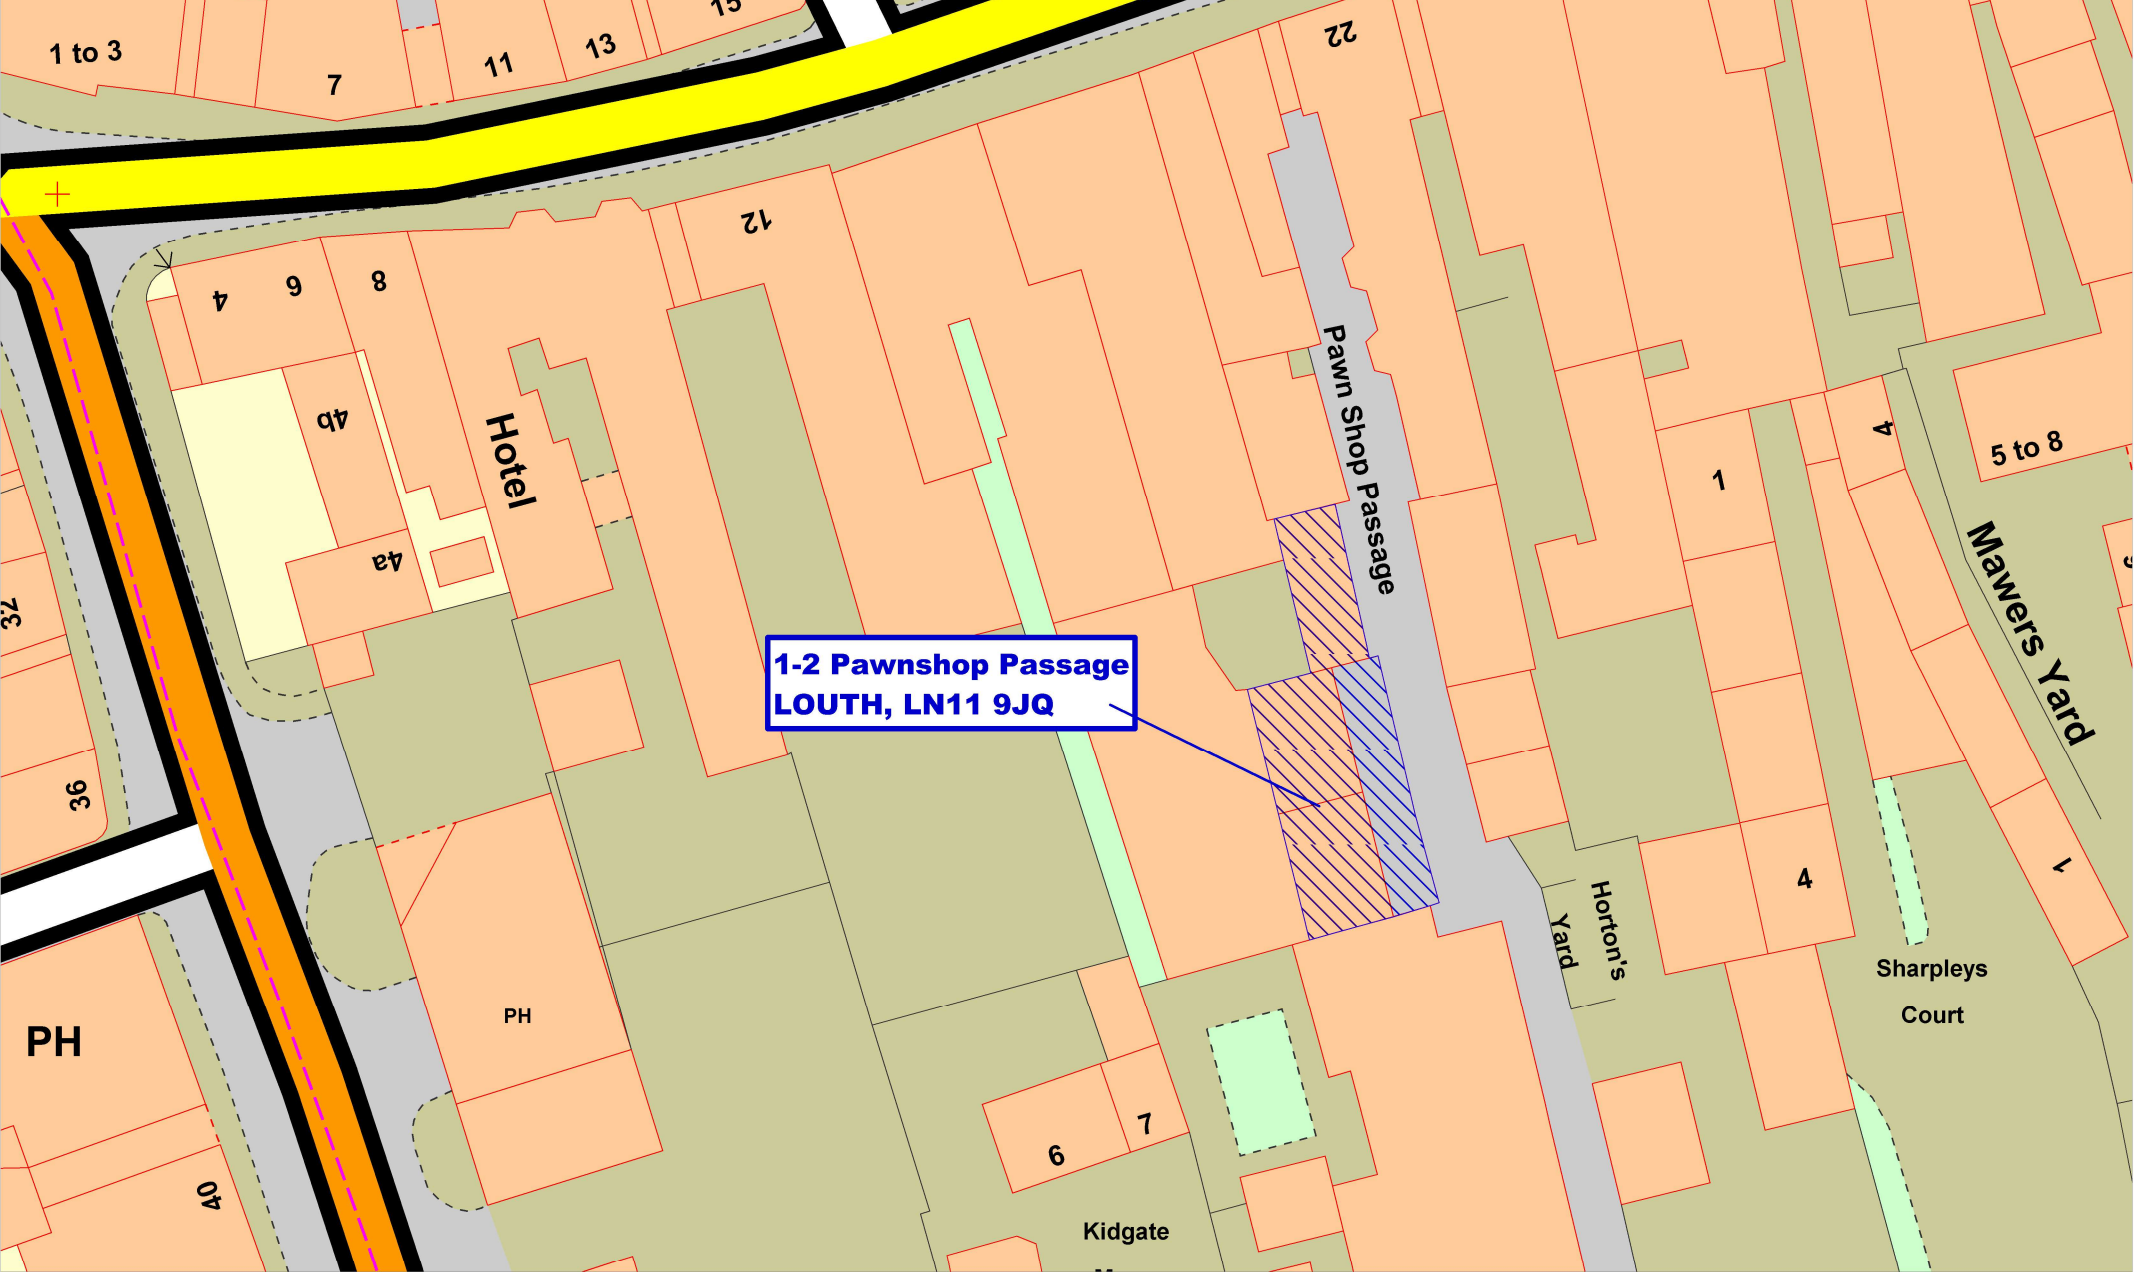 1 to 3
7
11
13
15
22
12
4
6
8
4b
4a
Hotel
Pawn Shop Passage
1
4
5 to 8
Mawers Yard
32
36
1-2 Pawnshop Passage
LOUTH, LN11 9JQ
PH
PH
40
Horton's
Yard
4
1
Sharpleys
Court
6
7
Kidgate